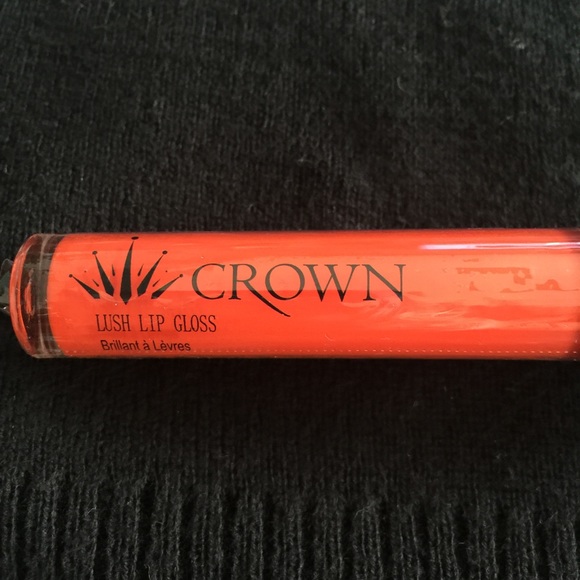 CROWN
LUSH LIP GLOSS
Brillant à Lèvres